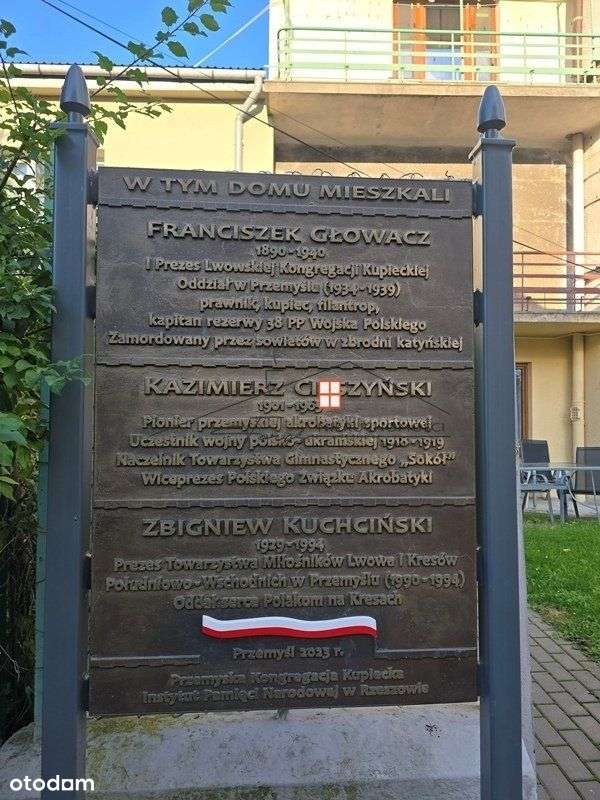 W TYM DOMU MIESZKALI
FRANCISZEK GŁOWACZ
1890-1940
I PREZES LWOWSKIEJ KONGREGACJI KUPIECKIEJ
ODDZIAŁ W PRZEMYŚLU (1934-1939)
PRAWNIK, KUPIEC, FILANTROP,
KAPITAN REZERWY 38 PP WOJSKA POLSKIEGO
ZAMORDOWANY PRZEZ SOWIETÓW W ZBRODNI KATYŃSKIEJ
KAZIMIERZ
PIONIER PRZEMYSKIEJ AKROBATYKI SPORTOWEJ
UCZESTNIK WOJNY POLSKO-UKRAIŃSKIEJ 1918-1919
NACZELNIK TOWARZYSTWA GIMNASTYCZNEGO „SOKÓŁ"
WICEPREZES POLSKIEGO ZWIĄZKU AKROBATYKI
ZBIGNIEW KUCHCIŃSKI
1929-1994
PREZES TOWARZYSTWA MIŁOŚNIKÓW LWOWA I KRESÓW
POŁUDNIOWO-WSCHODNICH W PRZEMYŚLU (1990-1994)
ODDAŁ SERCE POLAKOM NA KRESACH
PRZEMYŚL 2023 R.
PRZEMYSKA KONGREGACJA KUPIECKA
INSTYTUT PAMIĘCI NARODOWEJ W RZESZOWIE
otodom